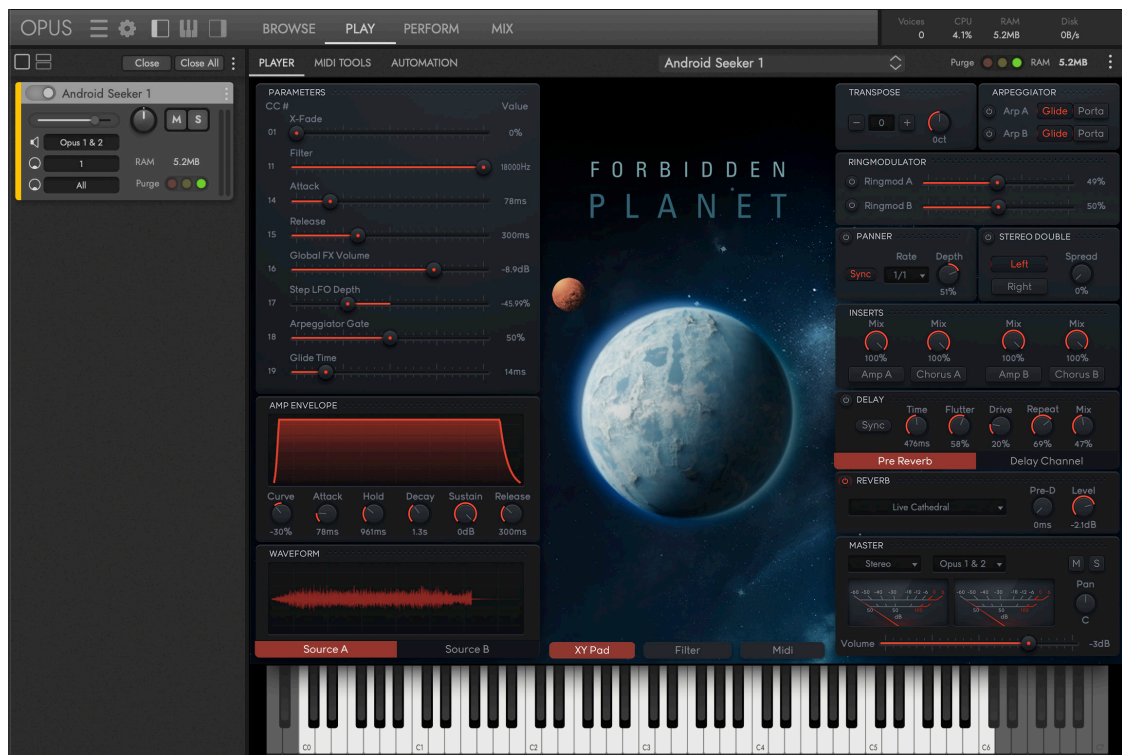 OPUS BROWSE PLAY PERFORM MIX
Voices CPU RAM Disk
0 4.1% 5.2MB 0B/s
Close Close All
PLAYER MIDI TOOLS AUTOMATION Android Seeker 1 Purge RAM 5.2MB
Android Seeker 1
M S
Opus 1 & 2
1 RAM 5.2MB
All Purge
PARAMETERS
CC # Value
X-Fade
01 0%
Filter
11 18000Hz
Attack
14 78ms
Release
15 300ms
Global FX Volume
16 -8.9dB
Step LFO Depth
17 -45.99%
Arpeggiator Gate
18 50%
Glide Time
19 14ms
AMP ENVELOPE
Curve Attack Hold Decay Sustain Release
-30% 78ms 961ms 1.3s 0dB 300ms
WAVEFORM
Source A Source B
FORBIDDEN
PLANET
XY Pad Filter Midi
TRANSPOSE
- 0 +
Oct
ARPEGGIATOR
Arp A Glide Porta
Arp B Glide Porta
RINGMODULATOR
Ringmod A 49%
Ringmod B 50%
PANNER
Rate Depth
Sync 1/1
51%
STEREO DOUBLE
Left Spread
Right 0%
INSERTS
Mix Mix Mix Mix
100% 100% 100% 100%
Amp A Chorus A Amp B Chorus B
DELAY
Time Flutter Drive Repeat Mix
Sync
476ms 58% 20% 69% 47%
Pre Reverb Delay Channel
REVERB
Pre-D Level
Live Cathedral
0ms -2.1dB
MASTER
Stereo Opus 1 & 2 M S
Pan
C
dB dB
Volume -3dB
C0 C1 C2 C3 C4 C5 C6 C7